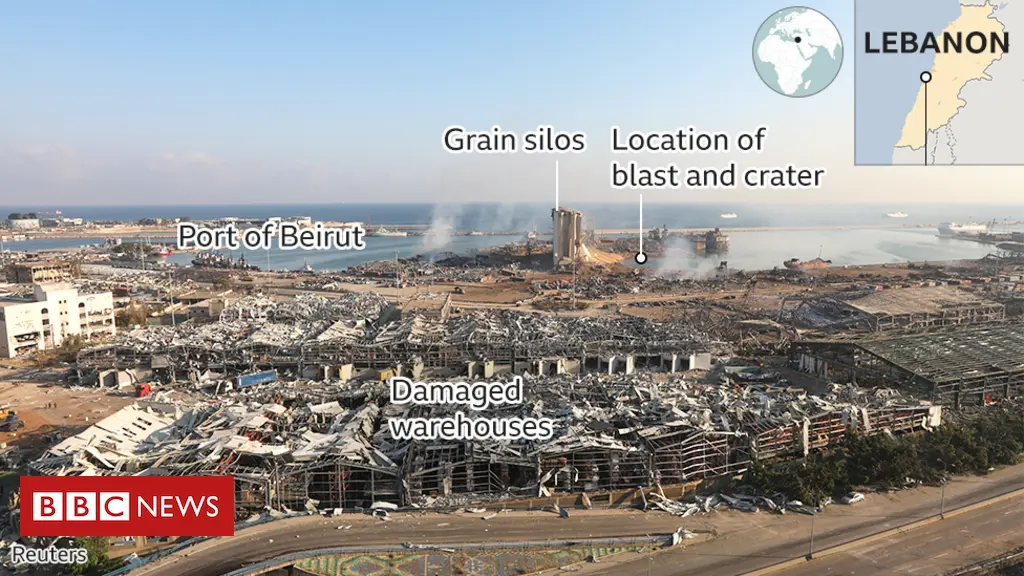 LEBANON
Grain silos
Location of
blast and crater
Port of Beirut
Damaged
warehouses
BBC NEWS
Reuters